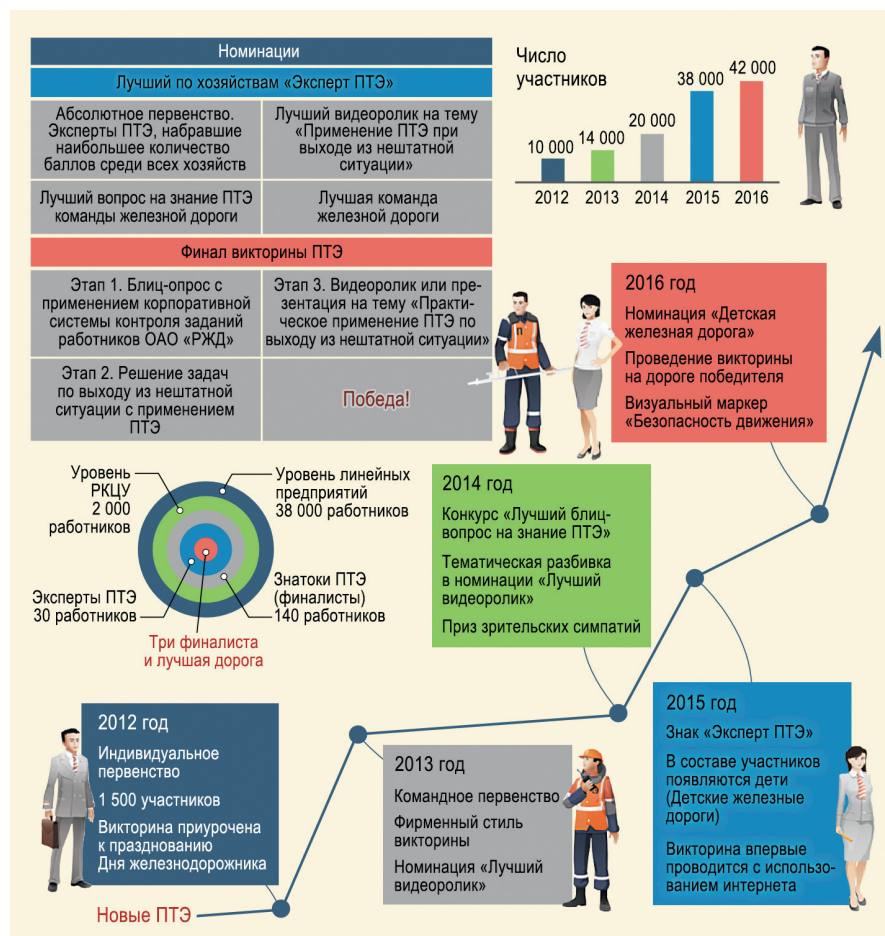 Номинации
Лучший по хозяйствам «Эксперт ПТЭ»
Абсолютное первенство.
Эксперты ПТЭ, набравшие
наибольшее количество
баллов среди всех хозяйств
Лучший видеоролик на тему
«Применение ПТЭ при
выходе из нештатной
ситуации»
Лучший вопрос на знание ПТЭ
команды железной дороги
Лучшая команда
железной дороги
Финал викторины ПТЭ
Этап 1. Блиц-опрос с
применением корпоративной
системы контроля заданий
работников ОАО «РЖД»
Этап 3. Видеоролик или пре-
зентация на тему «Практи-
ческое применение ПТЭ по
выходу из нештатной ситуации»
Этап 2. Решение задач
по выходу из нештатной
ситуации с применением
ПТЭ
Победа!
Число
участников
10 000
14 000
20 000
38 000
42 000
2012
2013
2014
2015
2016
2016 год
Номинация «Детская
железная дорога»
Проведение викторины
на дороге победителя
Визуальный маркер
«Безопасность движения»
Уровень
РКЦУ
2 000
работников
Уровень линейных
предприятий
38 000 работников
Эксперты ПТЭ
30 работников
Знатоки ПТЭ
(финалисты)
140 работников
Три финалиста
и лучшая дорога
2014 год
Конкурс «Лучший блиц-
вопрос на знание ПТЭ»
Тематическая разбивка
в номинации «Лучший
видеоролик»
Приз зрительских симпатий
2012 год
Индивидуальное
первенство
1 500 участников
Викторина приурочена
к празднованию
Дня железнодорожника
Новые ПТЭ
2013 год
Командное первенство
Фирменный стиль
викторины
Номинация «Лучший
видеоролик»
2015 год
Знак «Эксперт ПТЭ»
В составе участников
появляются дети
(Детские железные
дороги)
Викторина впервые
проводится с использо-
ванием интернета